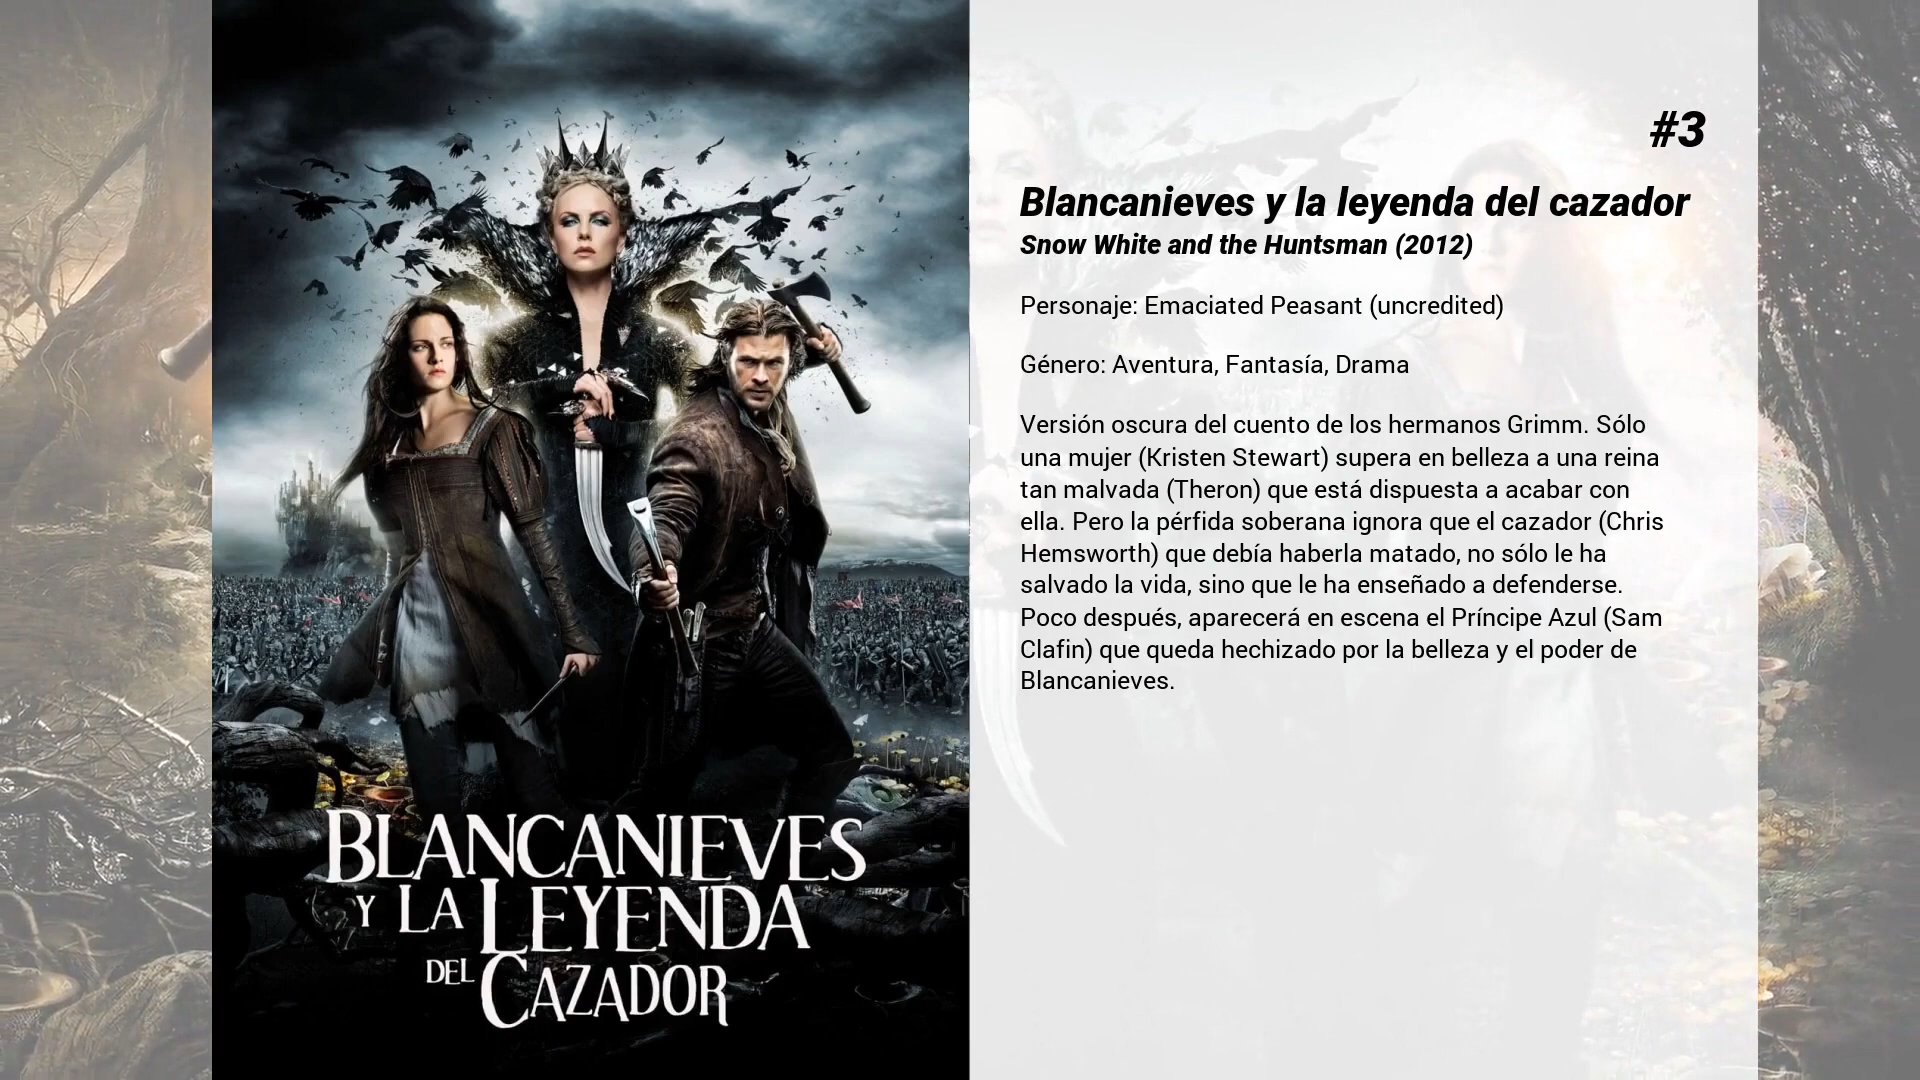 #3
Blancanieves y la leyenda del cazador
Snow White and the Huntsman (2012)
Personaje: Emaciated Peasant (uncredited)
Género: Aventura, Fantasía, Drama
Versión oscura del cuento de los hermanos Grimm. Sólo
una mujer (Kristen Stewart) supera en belleza a una reina
tan malvada (Theron) que está dispuesta a acabar con
ella. Pero la pérfida soberana ignora que el cazador (Chris
Hemsworth) que debía haberla matado, no sólo le ha
salvado la vida, sino que le ha enseñado a defenderse.
Poco después, aparecerá en escena el Príncipe Azul (Sam
Clafin) que queda hechizado por la belleza y el poder de
Blancanieves.
BLANCANIEVES
Y LA LEYENDA
DEL CAZADOR